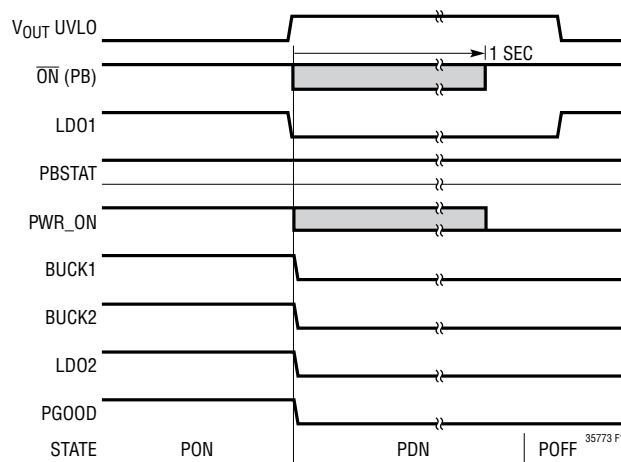 VOUT UVLO
1 SEC
ON (PB)
LDO1
PBSTAT
PWR_ON
BUCK1
BUCK2
LDO2
PGOOD
STATE PON PDN POFF
35773 F